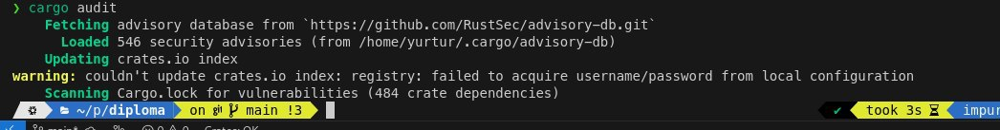 ❯ cargo audit
    Fetching advisory database from `https://github.com/RustSec/advisory-db.git`
      Loaded 546 security advisories (from /home/yurtur/.cargo/advisory-db)
    Updating crates.io index
warning: couldn't update crates.io index: registry: failed to acquire username/password from local configuration
    Scanning Cargo.lock for vulnerabilities (484 crate dependencies)
~/p/diploma on main !3 ✔ took 3s impur